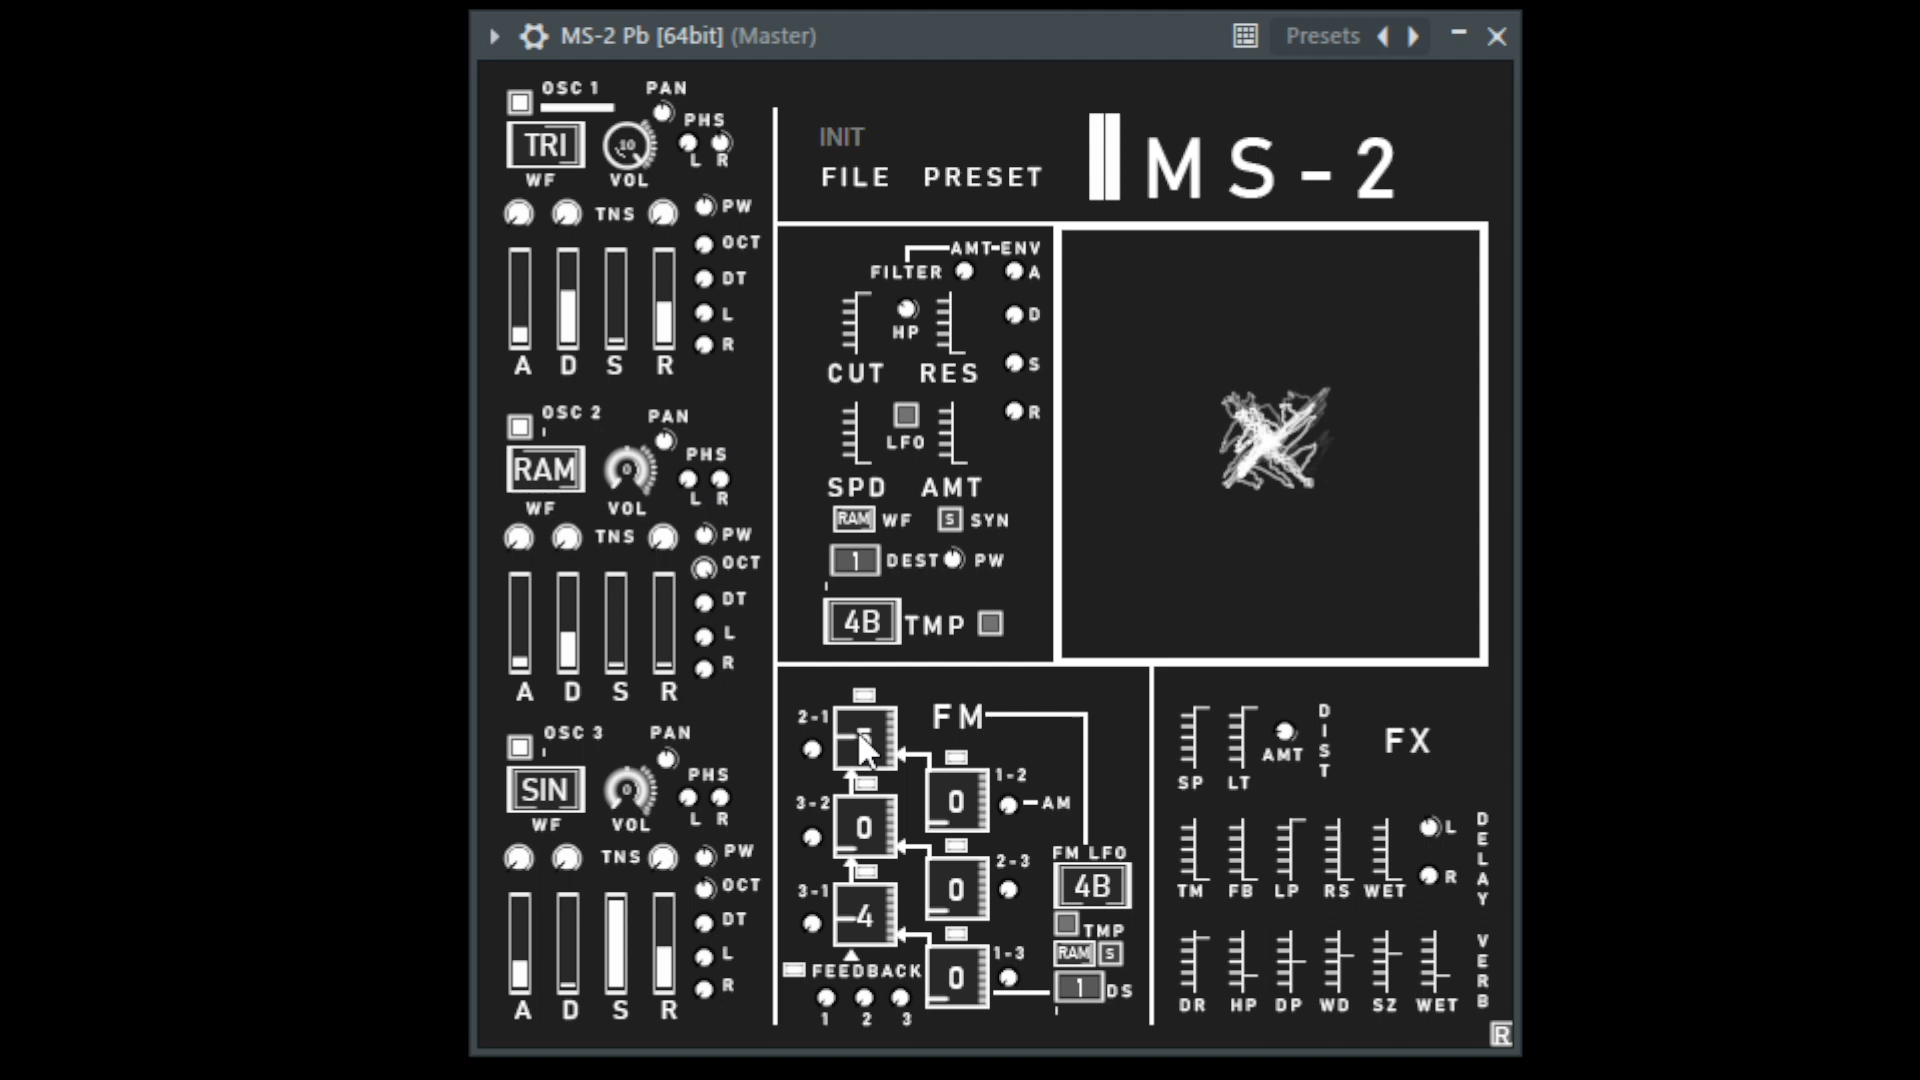 MS-2 Pb [64bit] (Master)
Presets
OSC 1
PAN
TRI
10
PHS
L R
WF
VOL
TNS
PW
OCT
DT
L
R
A D S R
OSC 2
PAN
RAM
0
PHS
L R
WF
VOL
TNS
PW
OCT
DT
L
R
A D S R
OSC 3
PAN
SIN
0
PHS
L R
WF
VOL
TNS
PW
OCT
DT
L
R
A D S R
INIT
FILE PRESET
MS-2
AMT-ENV
FILTER
A
HP
D
CUT RES
S
R
LFO
SPD AMT
RAM WF S SYN
1 DEST PW
4B TMP
FM
2-1
1-2
0
AM
3-2
0
2-3
0
3-1
4
1-3
0
FEEDBACK
1 2 3
FM LFO
4B
TMP
RAM S
1 DS
FX
SP LT AMT
DIST
TM FB LP RS WET
L
R
DELAY
DR HP DP WD SZ WET
VERB
R